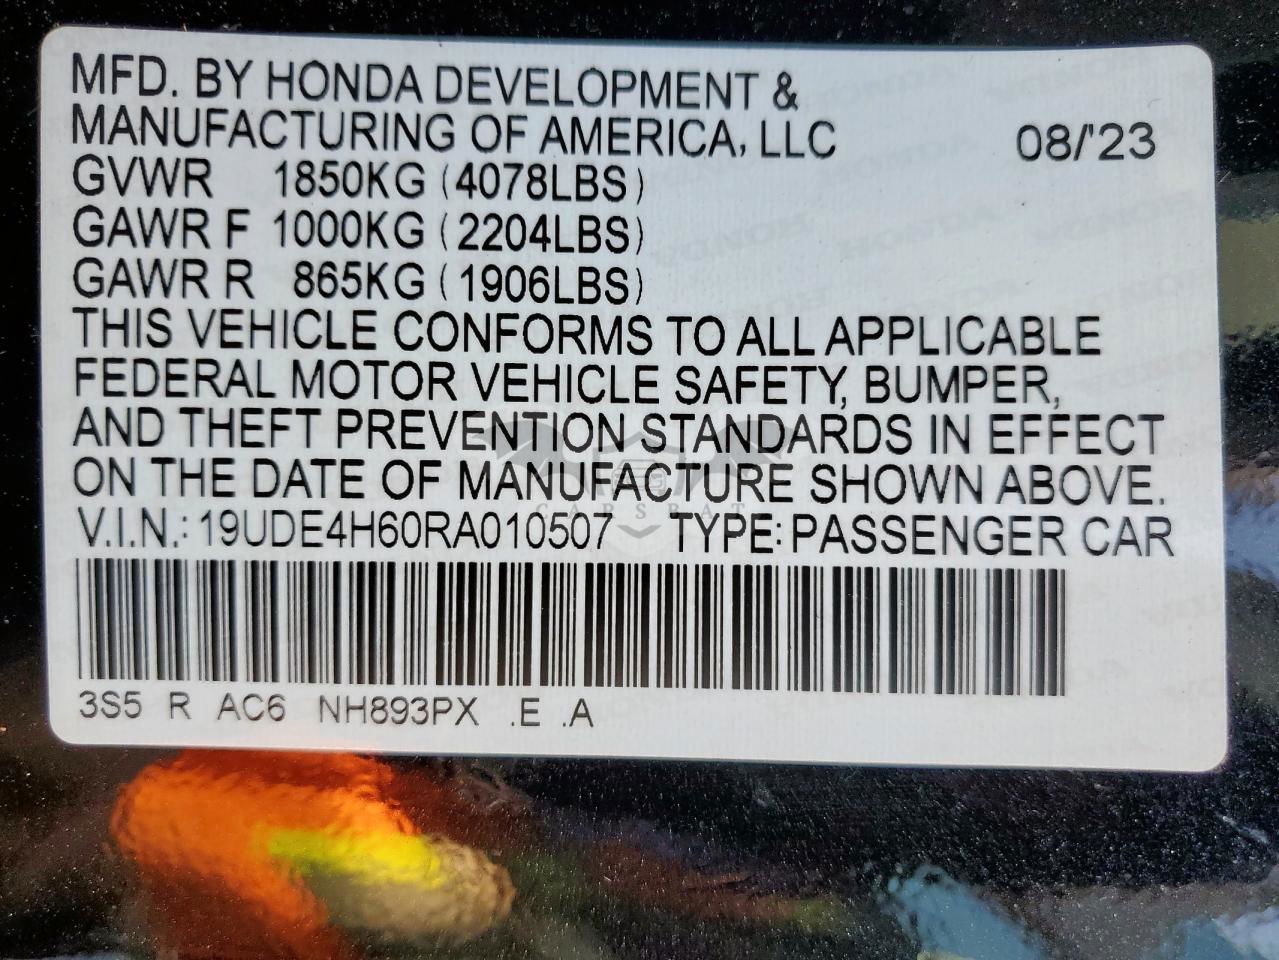 MFD. BY HONDA DEVELOPMENT &
MANUFACTURING OF AMERICA, LLC 08/'23
GVWR 1850KG (4078LBS)
GAWR F 1000KG (2204LBS)
GAWR R 865KG (1906LBS)
THIS VEHICLE CONFORMS TO ALL APPLICABLE
FEDERAL MOTOR VEHICLE SAFETY, BUMPER,
AND THEFT PREVENTION STANDARDS IN EFFECT
ON THE DATE OF MANUFACTURE SHOWN ABOVE.
CARSBAT
V.I.N.: 19UDE4H60RA010507 TYPE: PASSENGER CAR
3S5 R AC6 NH893PX .E .A